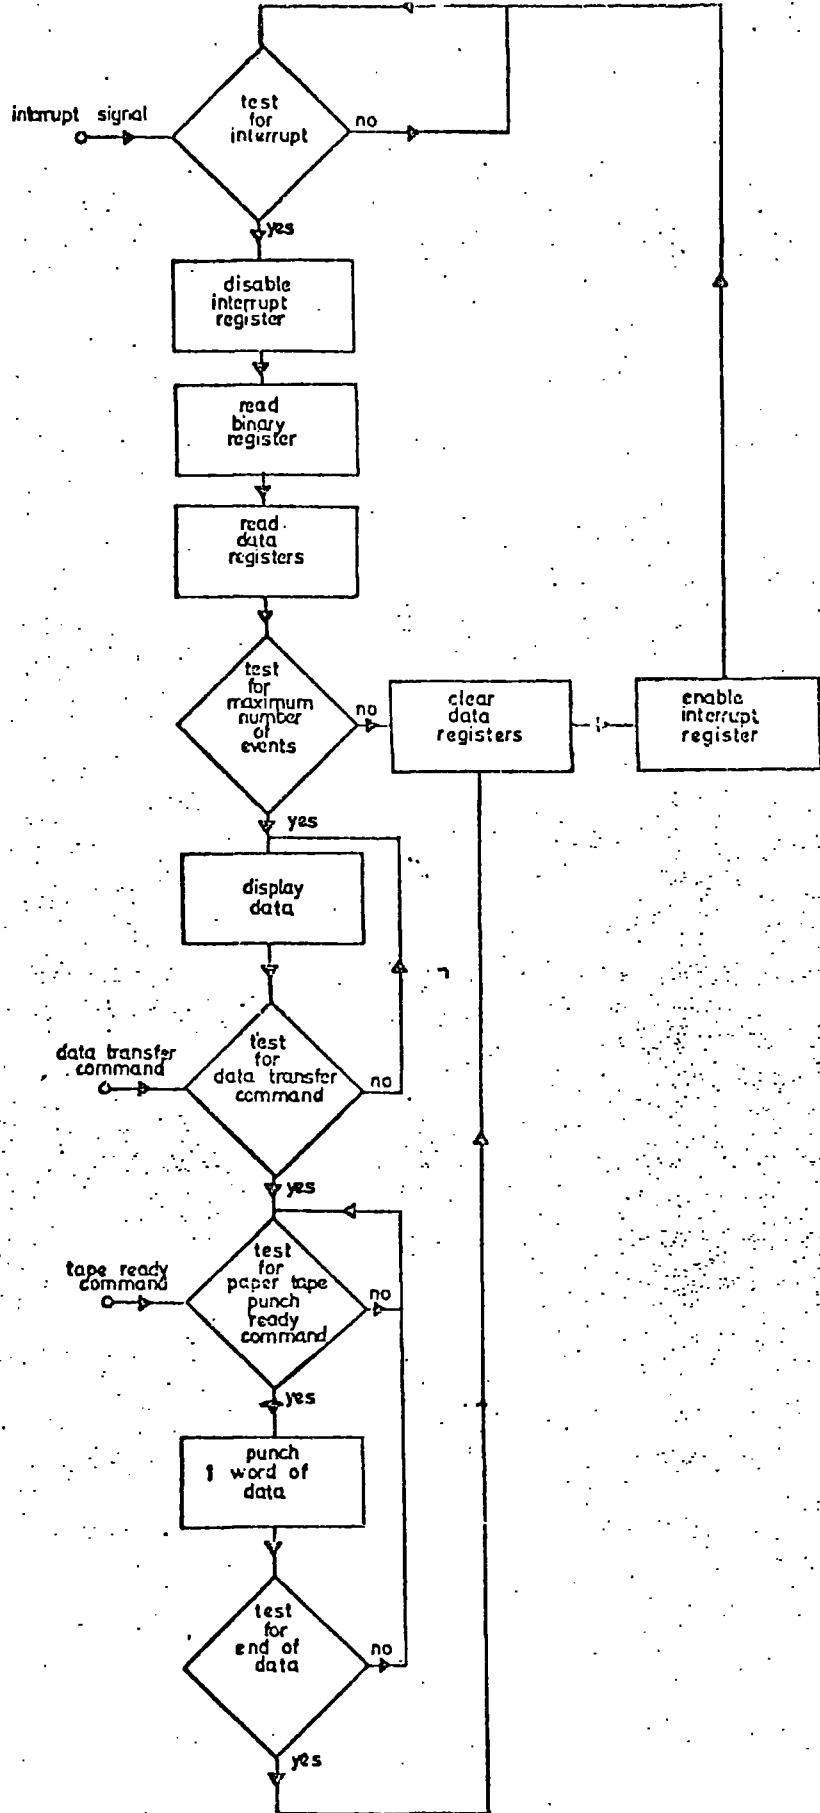 interrupt signal
test
for
interrupt
no
yes
disable
interrupt
register
read
binary
register
read
data
registers
test
for
maximum
number
of
events
no
clear
data
registers
enable
interrupt
register
yes
display
data
data transfer
command
test
for
data transfer
command
no
yes
tape ready
command
test
for
paper tape
punch
ready
command
no
yes
punch
1 word of
data
test
for
end of
data
no
yes